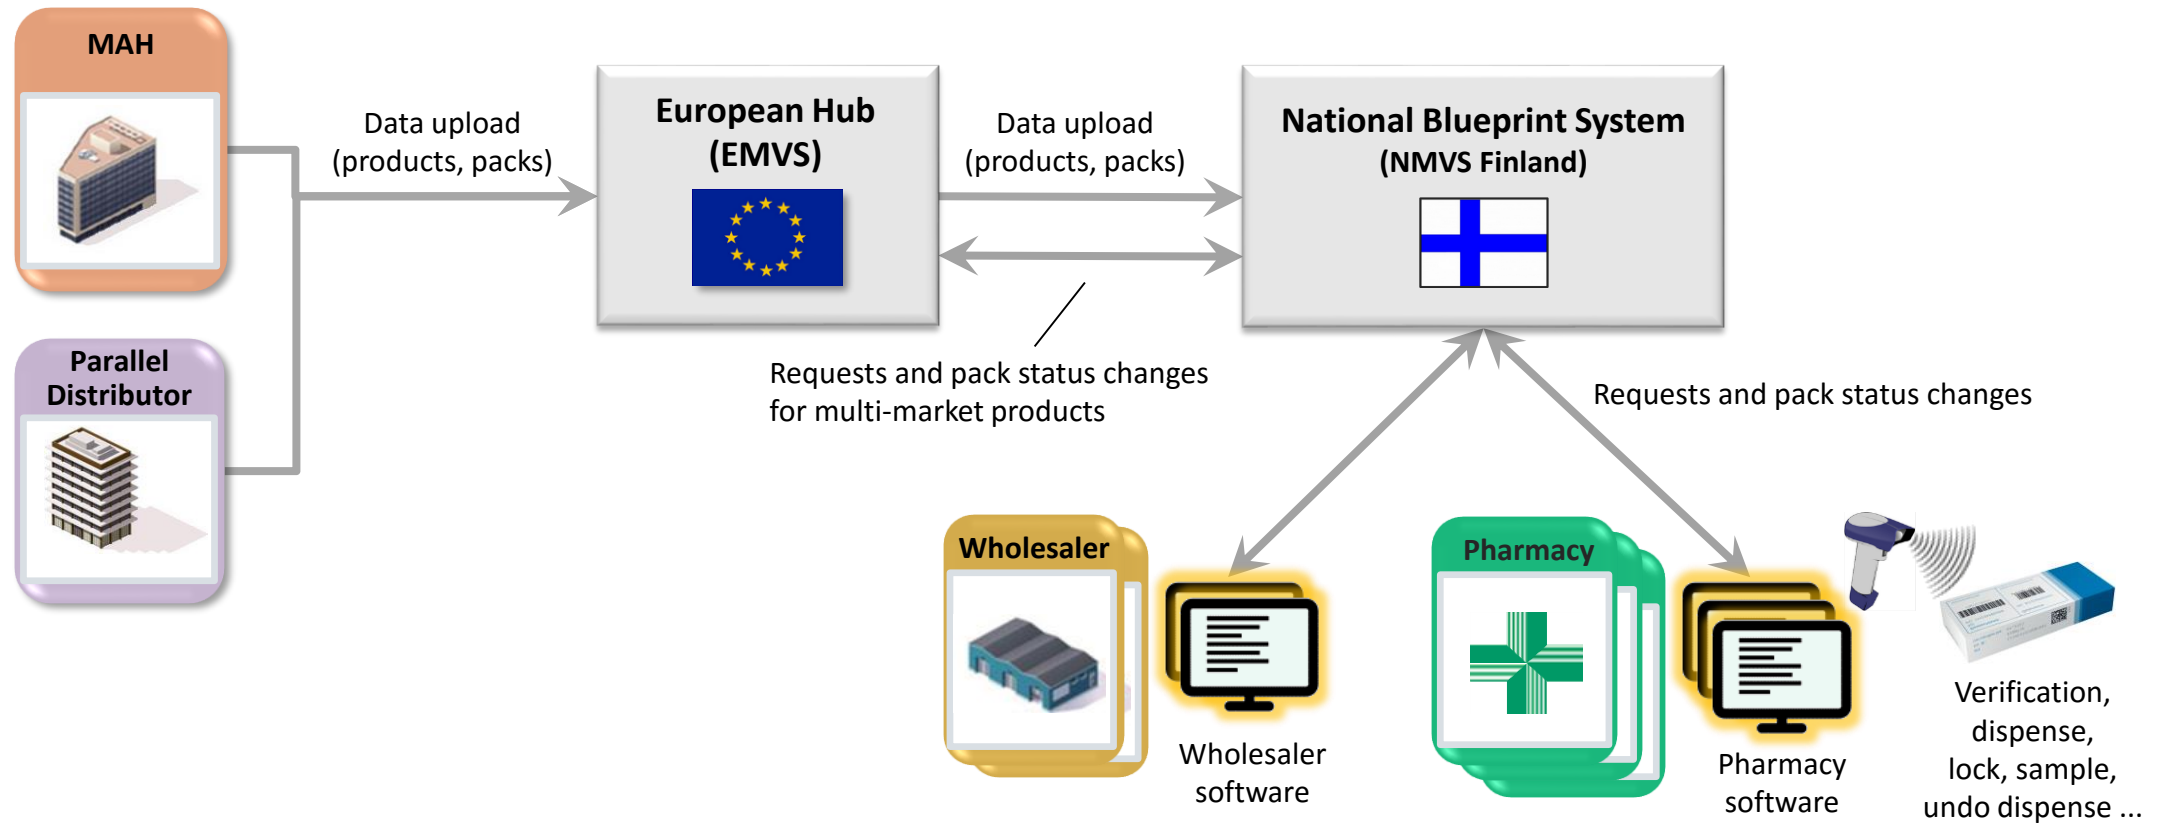 MAH
Data upload
(products, packs)
European Hub
(EMVS)
Data upload
(products, packs)
National Blueprint System
(NMVS Finland)
Parallel
Distributor
Requests and pack status changes
for multi-market products
Requests and pack status changes
Wholesaler
Wholesaler
software
Pharmacy
Pharmacy
software
Verification,
dispense,
lock, sample,
undo dispense ...